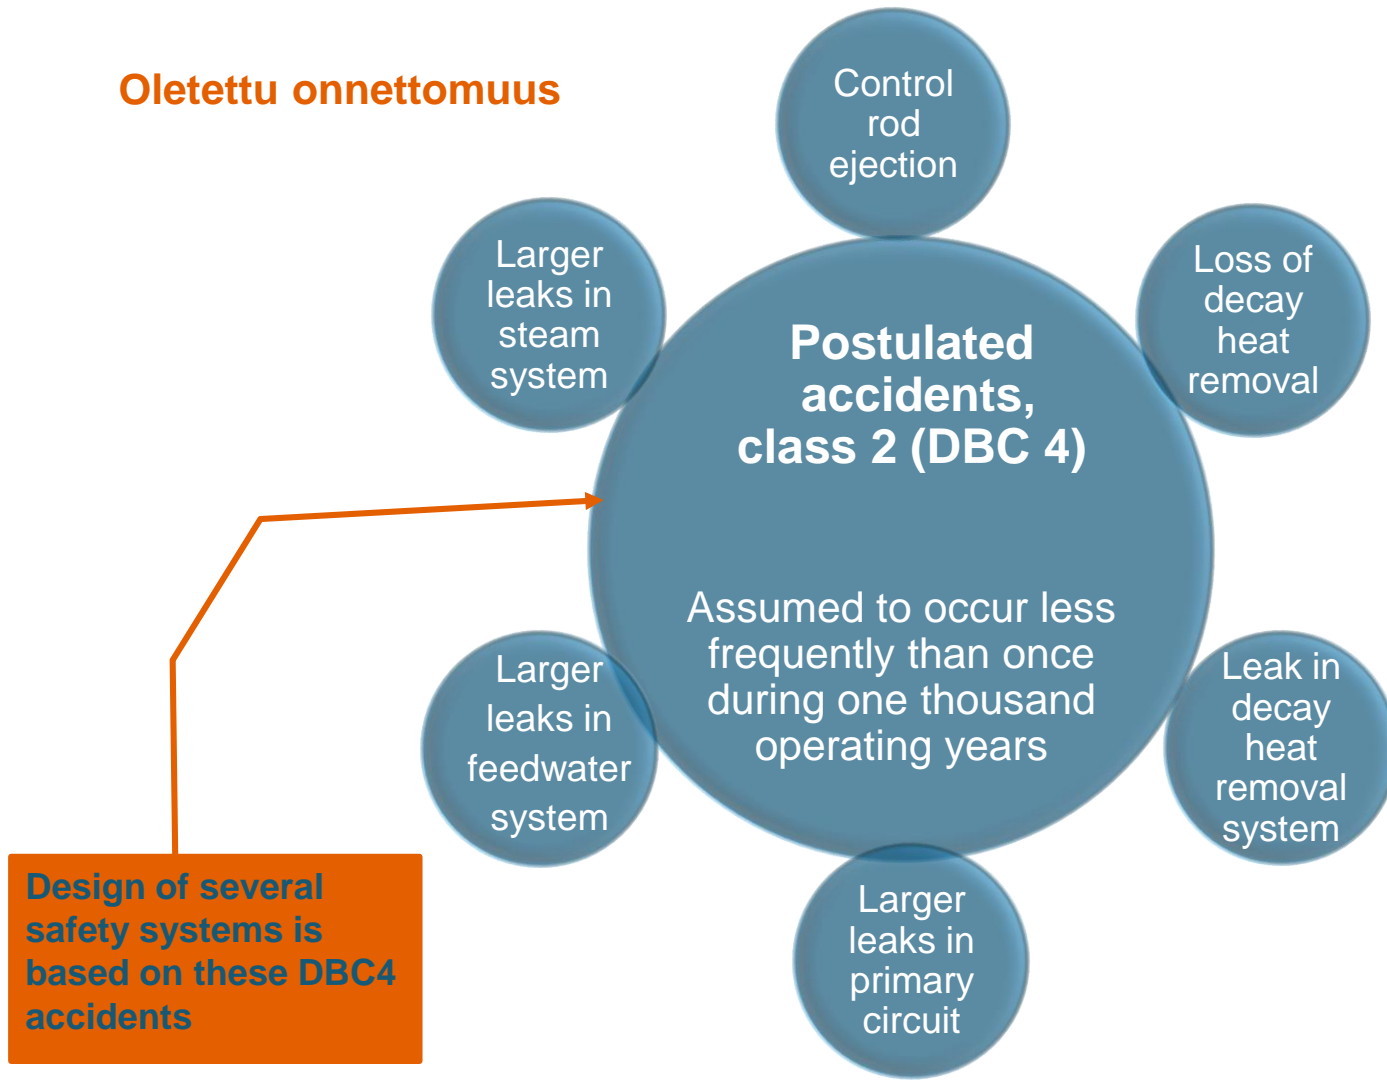 Oletettu onnettomuus
Control
rod
ejection
Larger
leaks in
steam
system
Loss of
decay
heat
removal
Postulated
accidents,
class 2 (DBC 4)
Assumed to occur less
frequently than once
during one thousand
operating years
Larger
leaks in
feedwater
system
Leak in
decay
heat
removal
system
Larger
leaks in
primary
circuit
Design of several
safety systems is
based on these DBC4
accidents